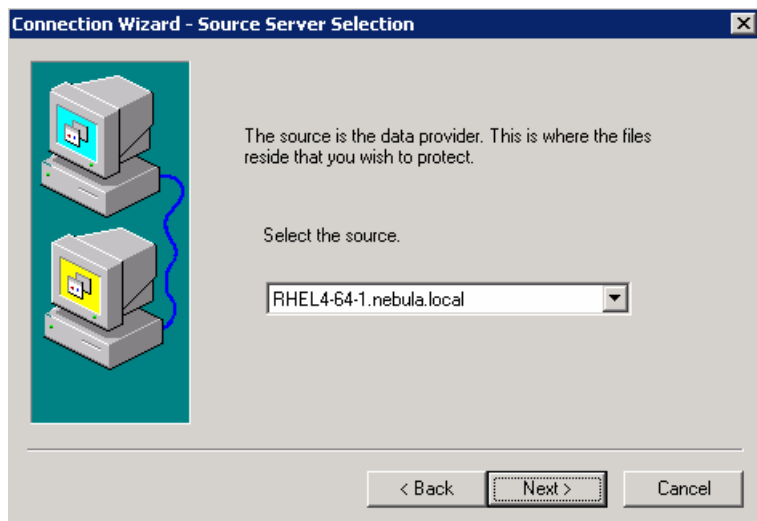 Connection Wizard - Source Server Selection
The source is the data provider. This is where the files
reside that you wish to protect.
Select the source.
RHEL4-64-1.nebula.local
< Back Next > Cancel